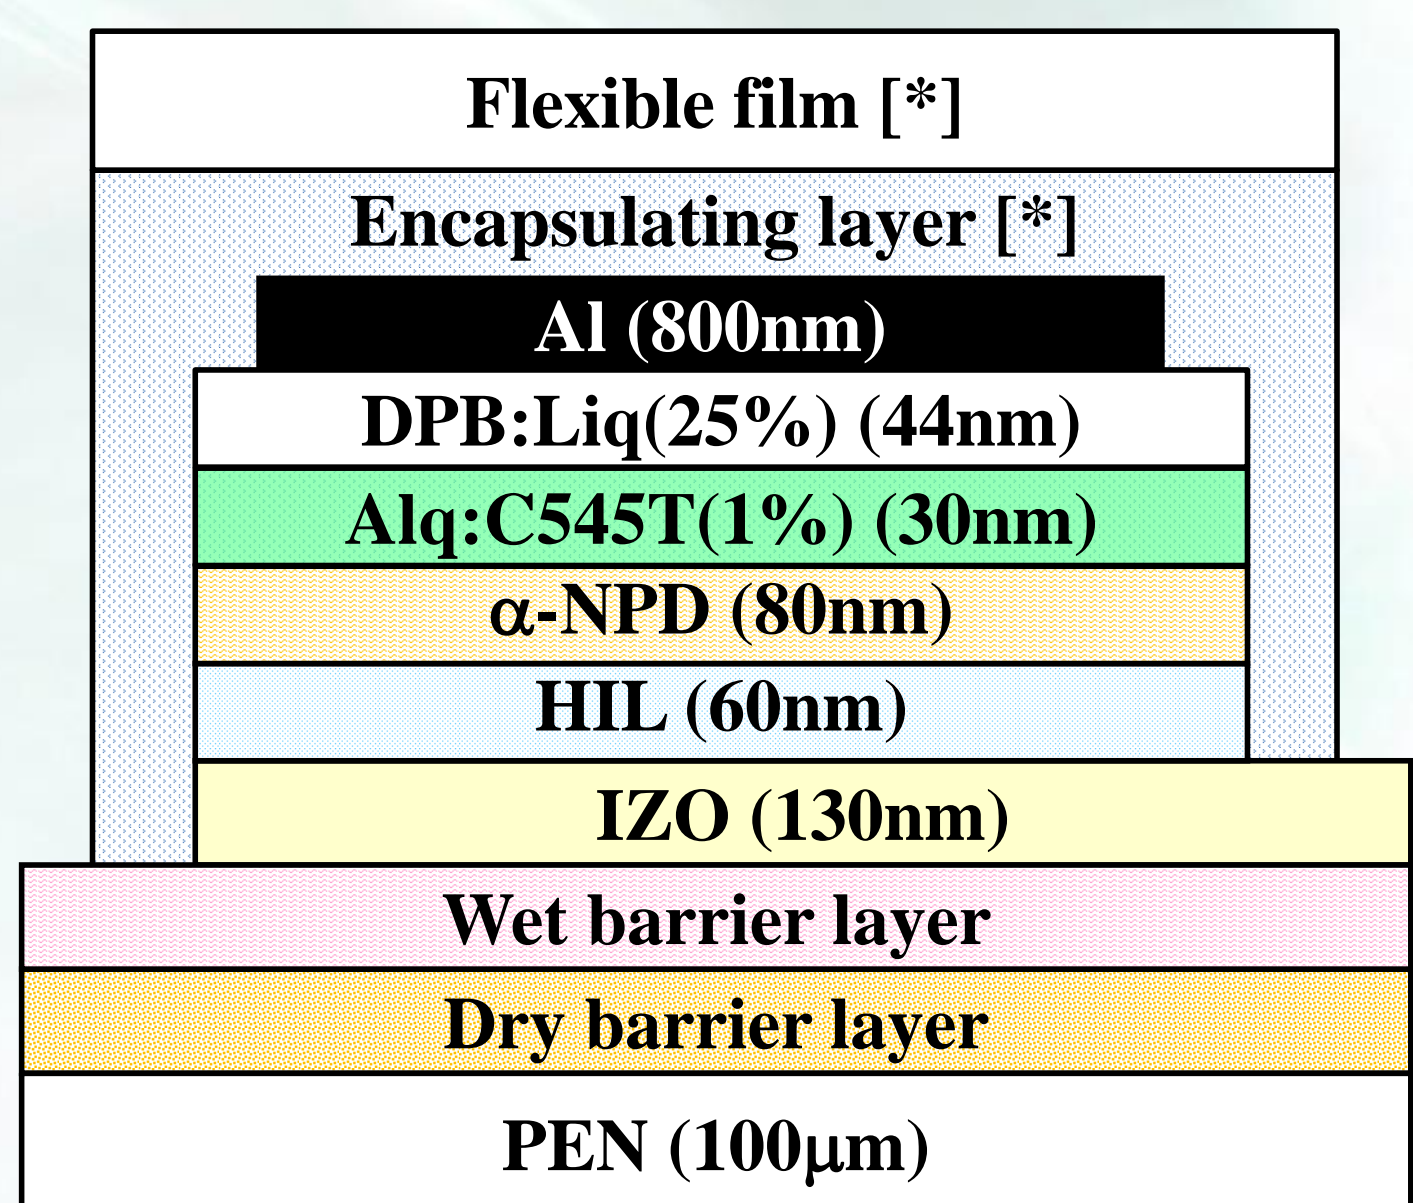 Flexible film [*]
Encapsulating layer [*]
Al (800nm)
DPB:Liq(25%) (44nm)
Alq:C545T(1%) (30nm)
α-NPD (80nm)
HIL (60nm)
IZO (130nm)
Wet barrier layer
Dry barrier layer
PEN (100μm)